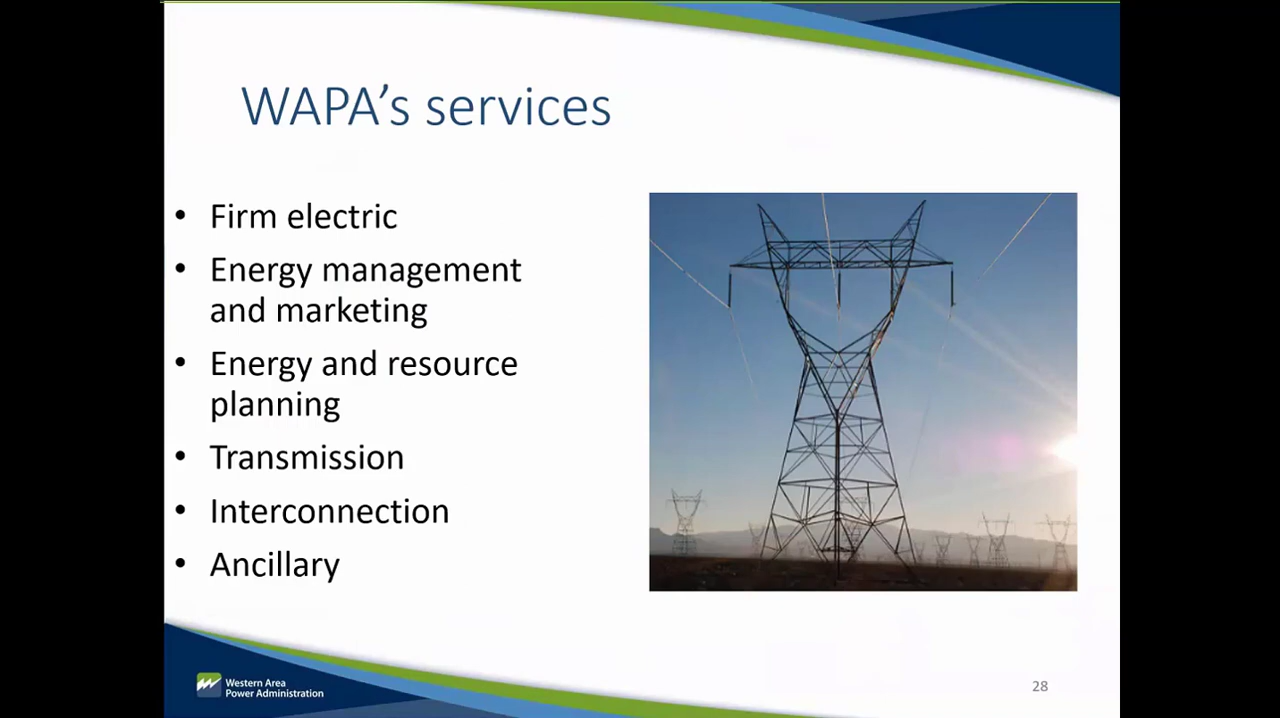 WAPA’s services
• Firm electric
• Energy management
and marketing
• Energy and resource
planning
• Transmission
• Interconnection
• Ancillary
Western Area
Power Administration
28